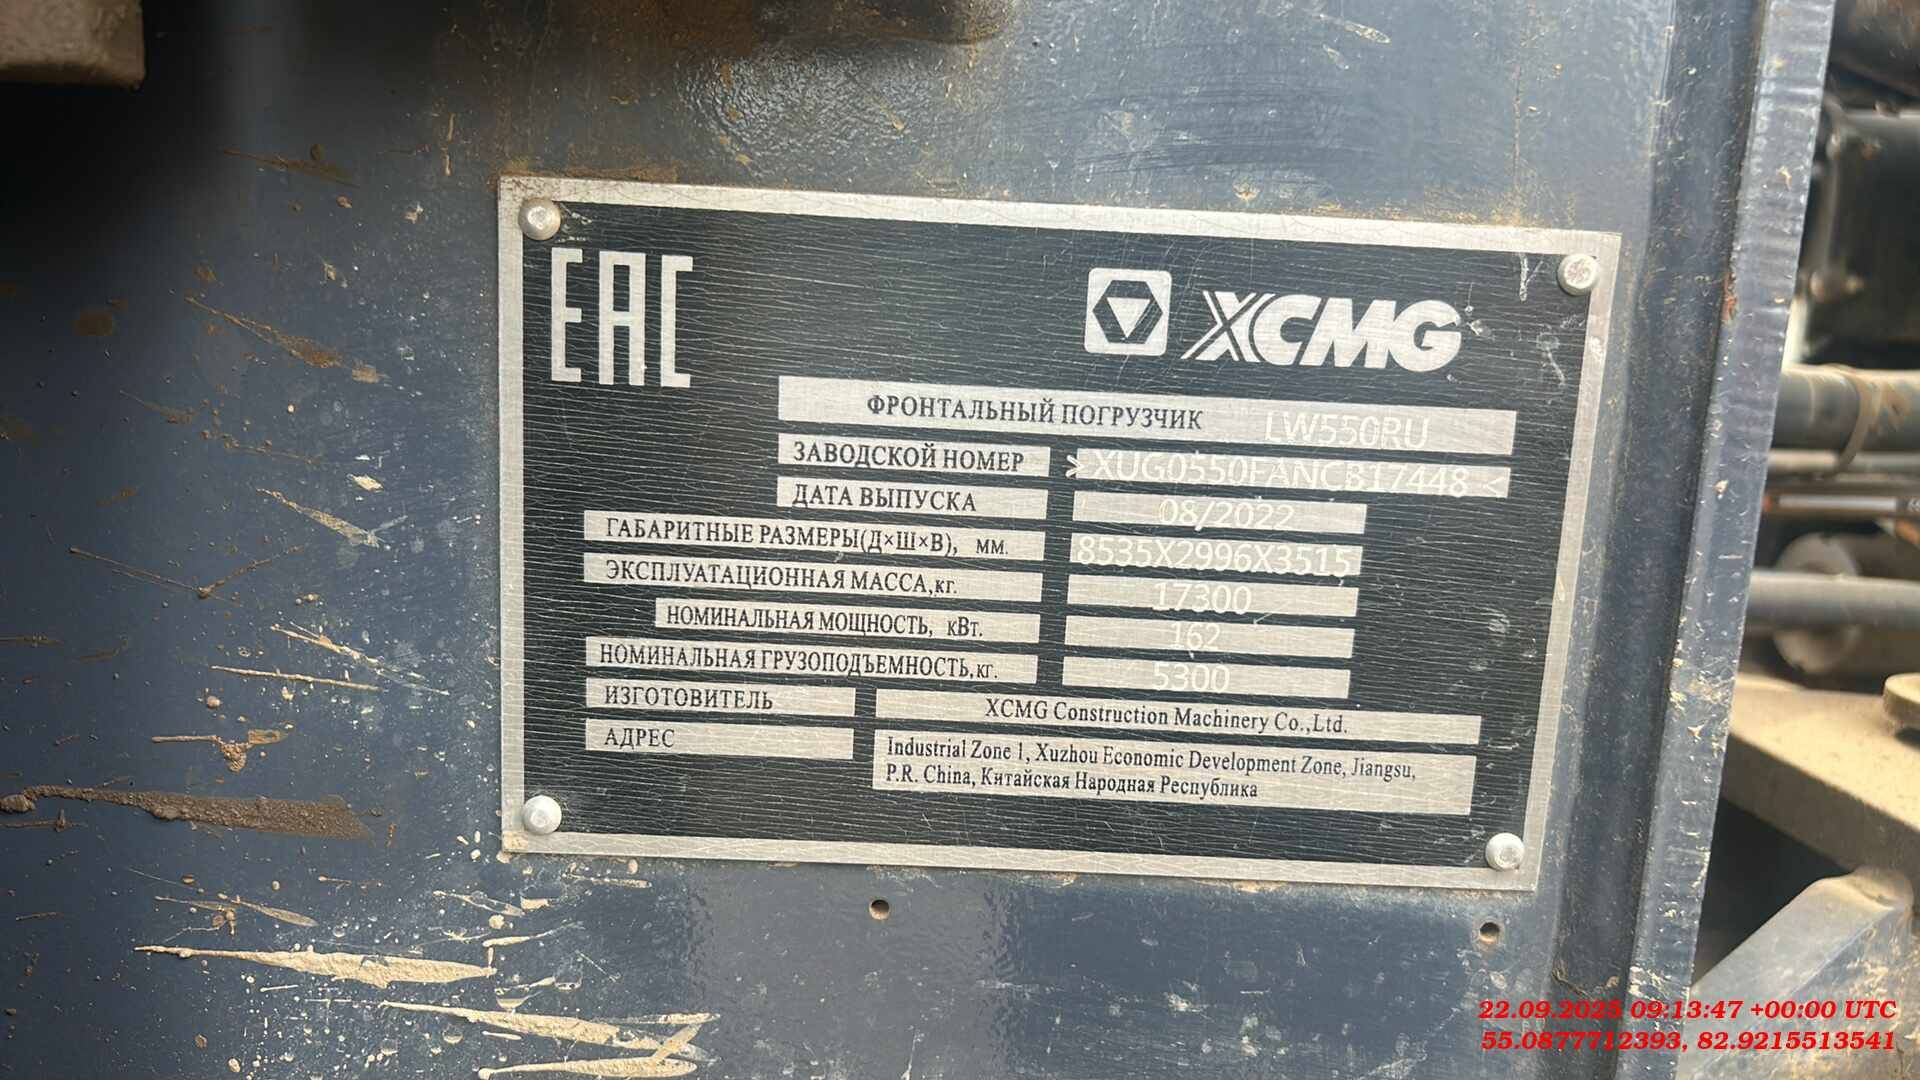 EAC
XCMG
ФРОНТАЛЬНЫЙ ПОГРУЗЧИК LW550RU
ЗАВОДСКОЙ НОМЕР >XUG0550FANCB17448<
ДАТА ВЫПУСКА 08/2022
ГАБАРИТНЫЕ РАЗМЕРЫ(Д×Ш×В), мм. 8535X2996X3515
ЭКСПЛУАТАЦИОННАЯ МАССА,кг. 17300
НОМИНАЛЬНАЯ МОЩНОСТЬ, кВт. 162
НОМИНАЛЬНАЯ ГРУЗОПОДЪЕМНОСТЬ,кг. 5300
ИЗГОТОВИТЕЛЬ XCMG Construction Machinery Co.,Ltd.
АДРЕС Industrial Zone 1, Xuzhou Economic Development Zone, Jiangsu,
P.R. China, Китайская Народная Республика
22.09.2025 09:13:47 +00:00 UTC
55.0877712393, 82.9215513541